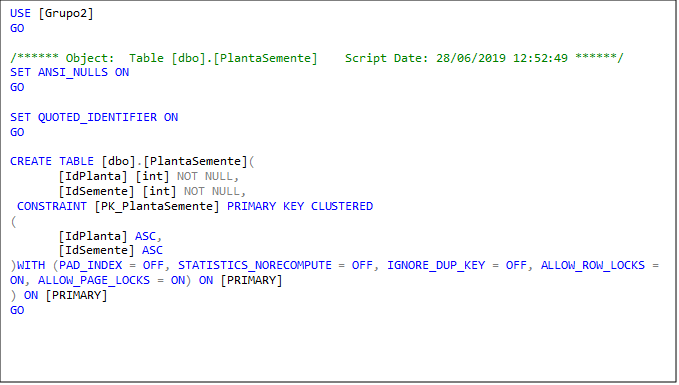 USE [Grupo2]
GO
/****** Object:  Table [dbo].[PlantaSemente]    Script Date: 28/06/2019 12:52:49 ******/
SET ANSI_NULLS ON
GO
SET QUOTED_IDENTIFIER ON
GO
CREATE TABLE [dbo].[PlantaSemente](
[IdPlanta] [int] NOT NULL,
[IdSemente] [int] NOT NULL,
CONSTRAINT [PK_PlantaSemente] PRIMARY KEY CLUSTERED
(
[IdPlanta] ASC,
[IdSemente] ASC
)WITH (PAD_INDEX = OFF, STATISTICS_NORECOMPUTE = OFF, IGNORE_DUP_KEY = OFF, ALLOW_ROW_LOCKS =
ON, ALLOW_PAGE_LOCKS = ON) ON [PRIMARY]
) ON [PRIMARY]
GO